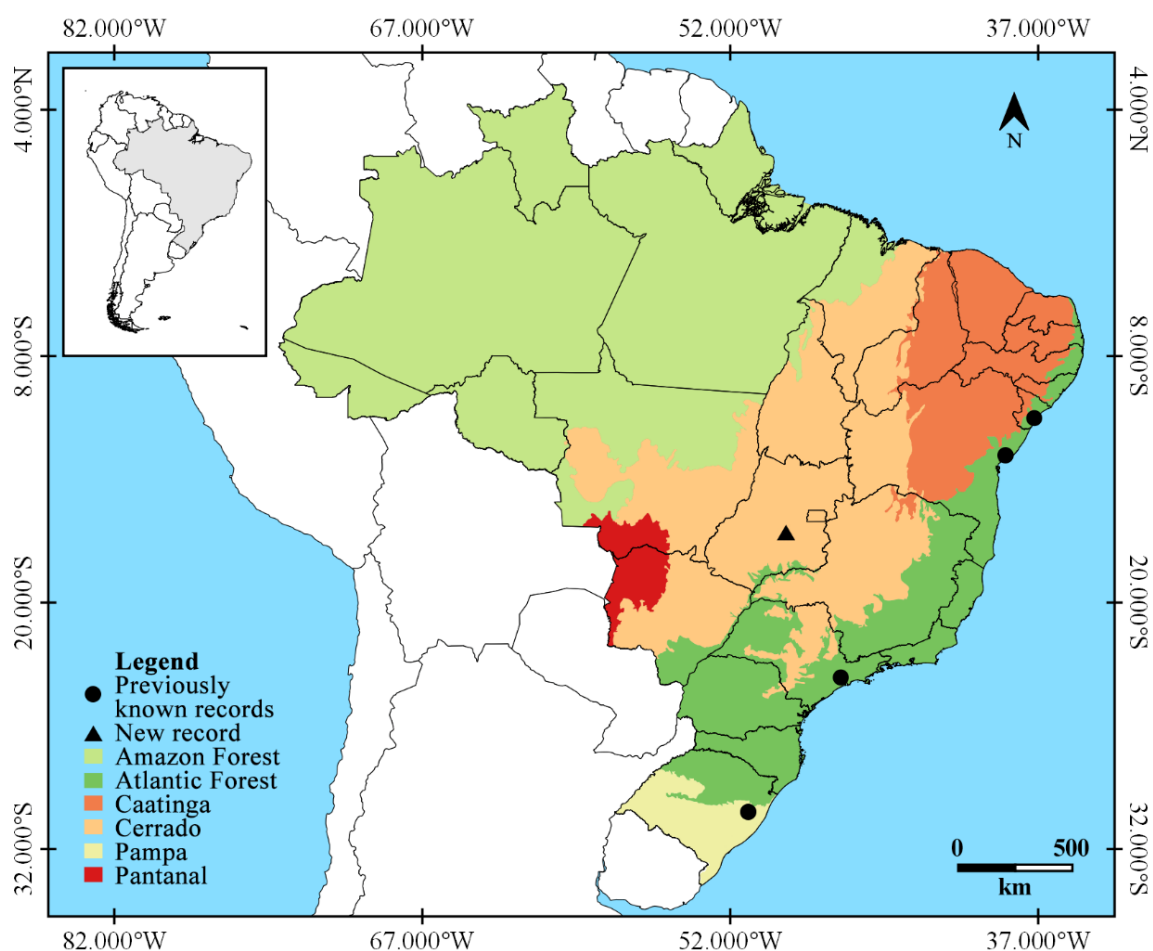 82.000°W 67.000°W 52.000°W 37.000°W
4.000°N 4.000°N
N
8.000°S 8.000°S
20.000°S 20.000°S
Legend
Previously
known records
New record
Amazon Forest
Atlantic Forest
Caatinga
Cerrado
Pampa
Pantanal
32.000°S 32.000°S
0 500
km
82.000°W 67.000°W 52.000°W 37.000°W